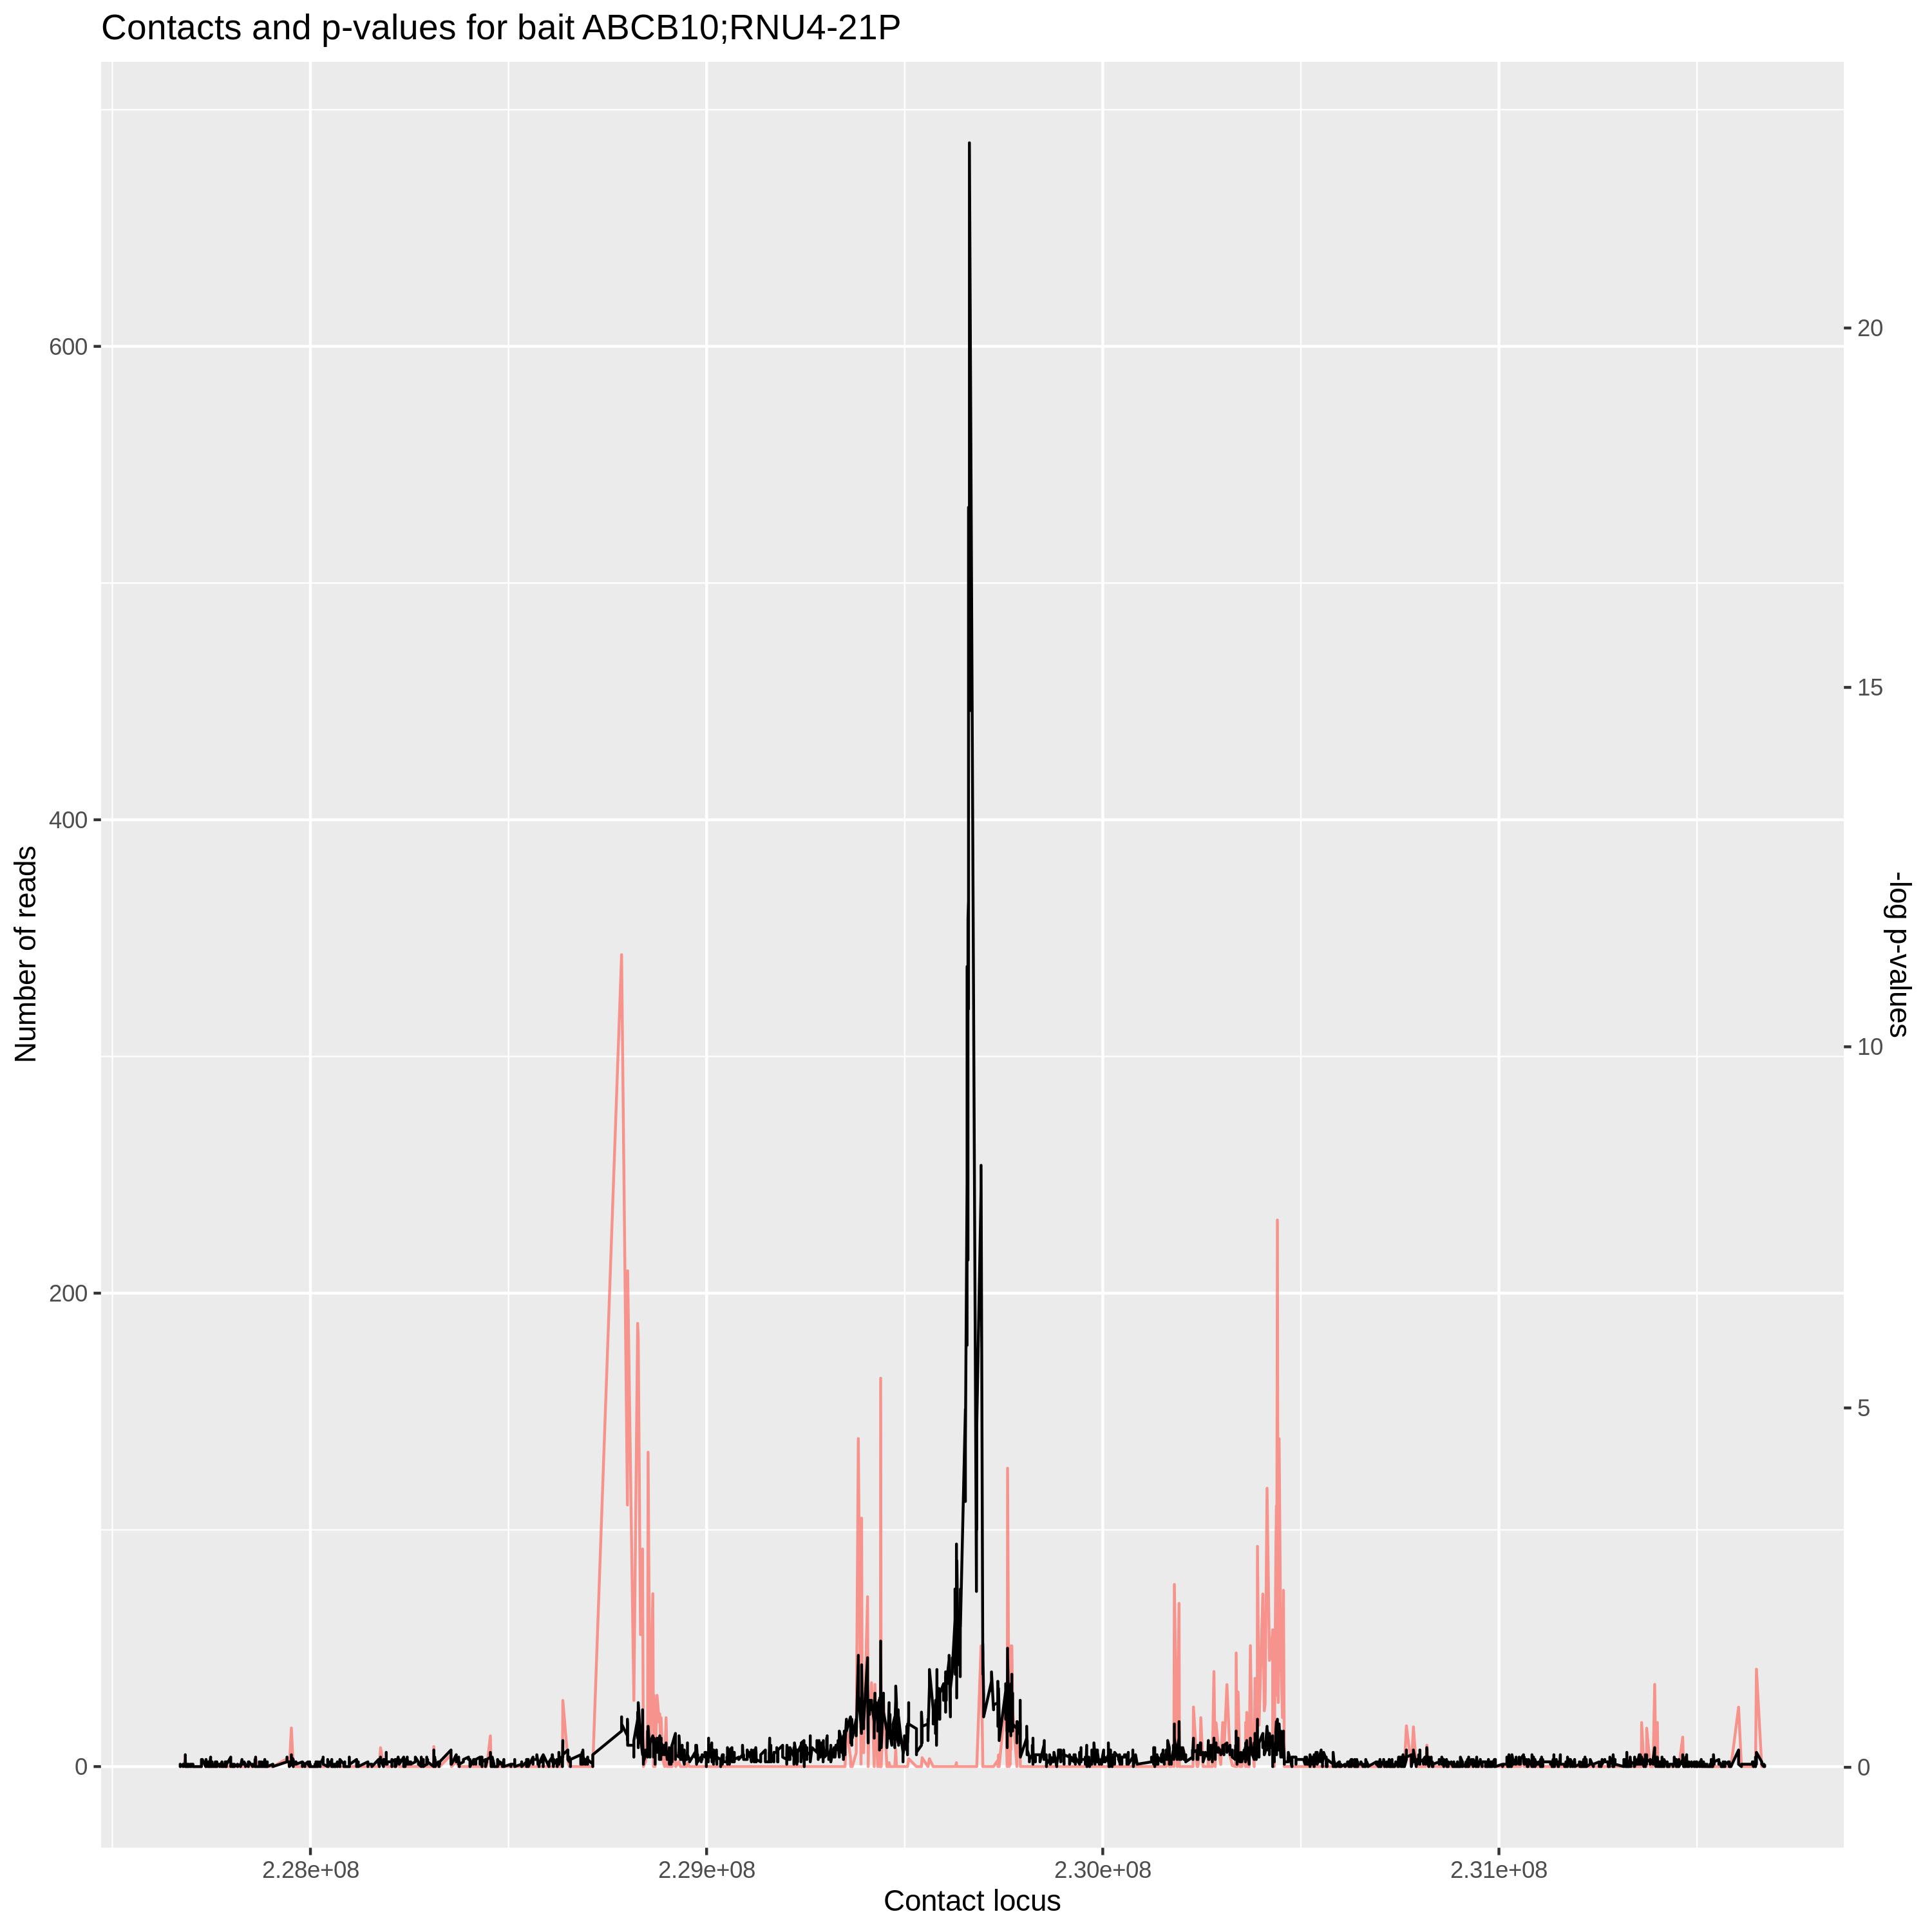 Contacts and p-values for bait ABCB10;RNU4-21P
Number of reads
600
400
200
0
20
15
10
5
0
-log p-values
2.28e+08
2.29e+08
2.30e+08
2.31e+08
Contact locus